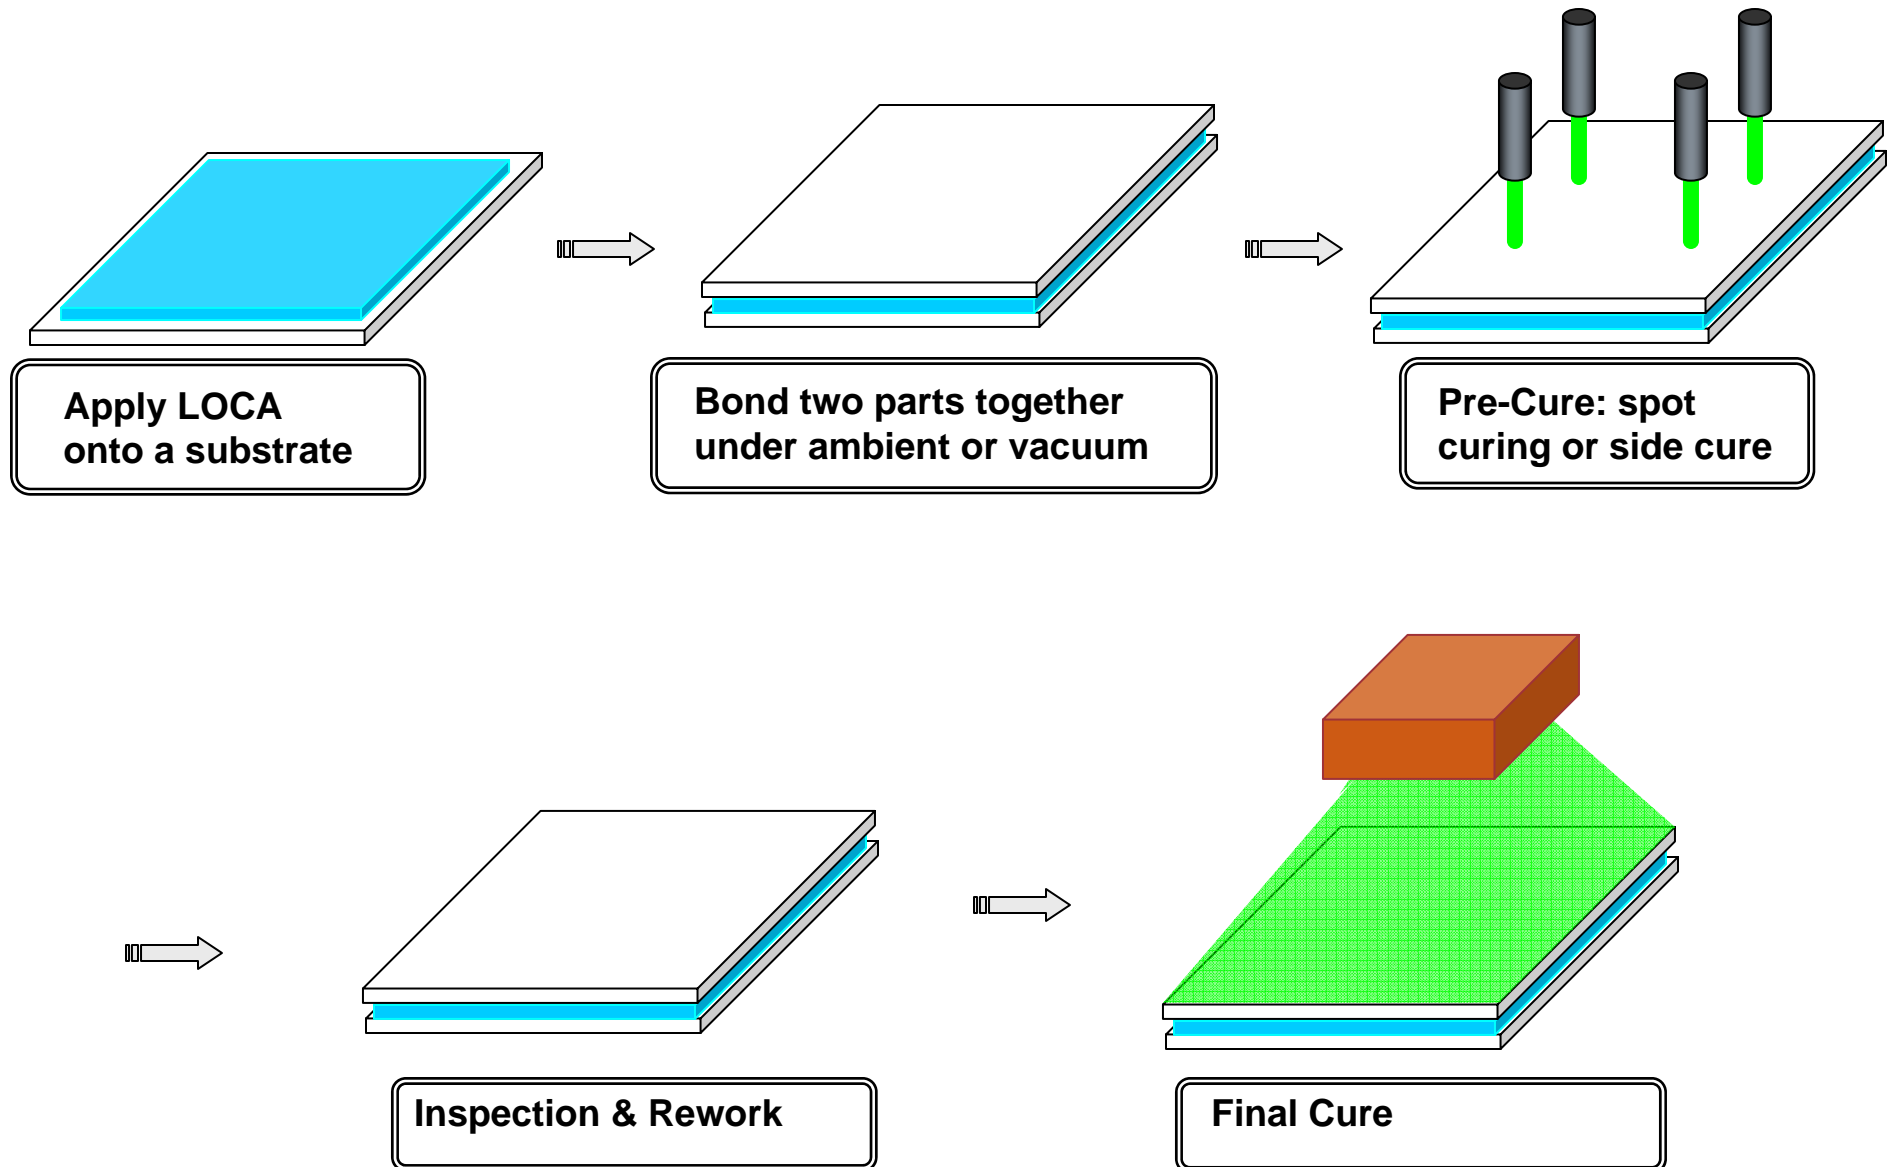 Apply LOCA
onto a substrate
Bond two parts together
under ambient or vacuum
Pre-Cure: spot
curing or side cure
Inspection & Rework
Final Cure